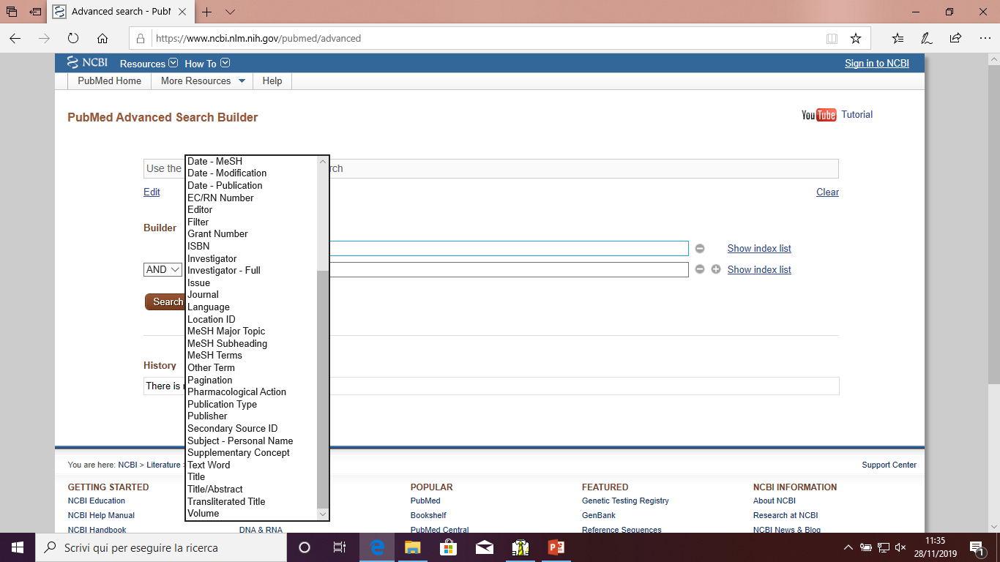 Advanced search - Pub
https://www.ncbi.nlm.nih.gov/pubmed/advanced
NCBI Resources How To Sign in to NCBI
PubMed Home More Resources Help
PubMed Advanced Search Builder
YouTube Tutorial
Use the
rch
Edit
Clear
Builder
Show index list
AND
Show index list
Search
History
There is
Date - MeSH
Date - Modification
Date - Publication
EC/RN Number
Editor
Filter
Grant Number
ISBN
Investigator
Investigator - Full
Issue
Journal
Language
Location ID
MeSH Major Topic
MeSH Subheading
MeSH Terms
Other Term
Pagination
Pharmacological Action
Publication Type
Publisher
Secondary Source ID
Subject - Personal Name
Supplementary Concept
Text Word
Title
Title/Abstract
Transliterated Title
Volume
You are here: NCBI > Literature >
Support Center
GETTING STARTED
NCBI Education
NCBI Help Manual
NCBI Handbook
DNA & RNA
POPULAR
PubMed
Bookshelf
PubMed Central
FEATURED
Genetic Testing Registry
GenBank
Reference Sequences
NCBI INFORMATION
About NCBI
Research at NCBI
NCBI News & Blog
Scrivi qui per eseguire la ricerca
11:35
28/11/2019
1